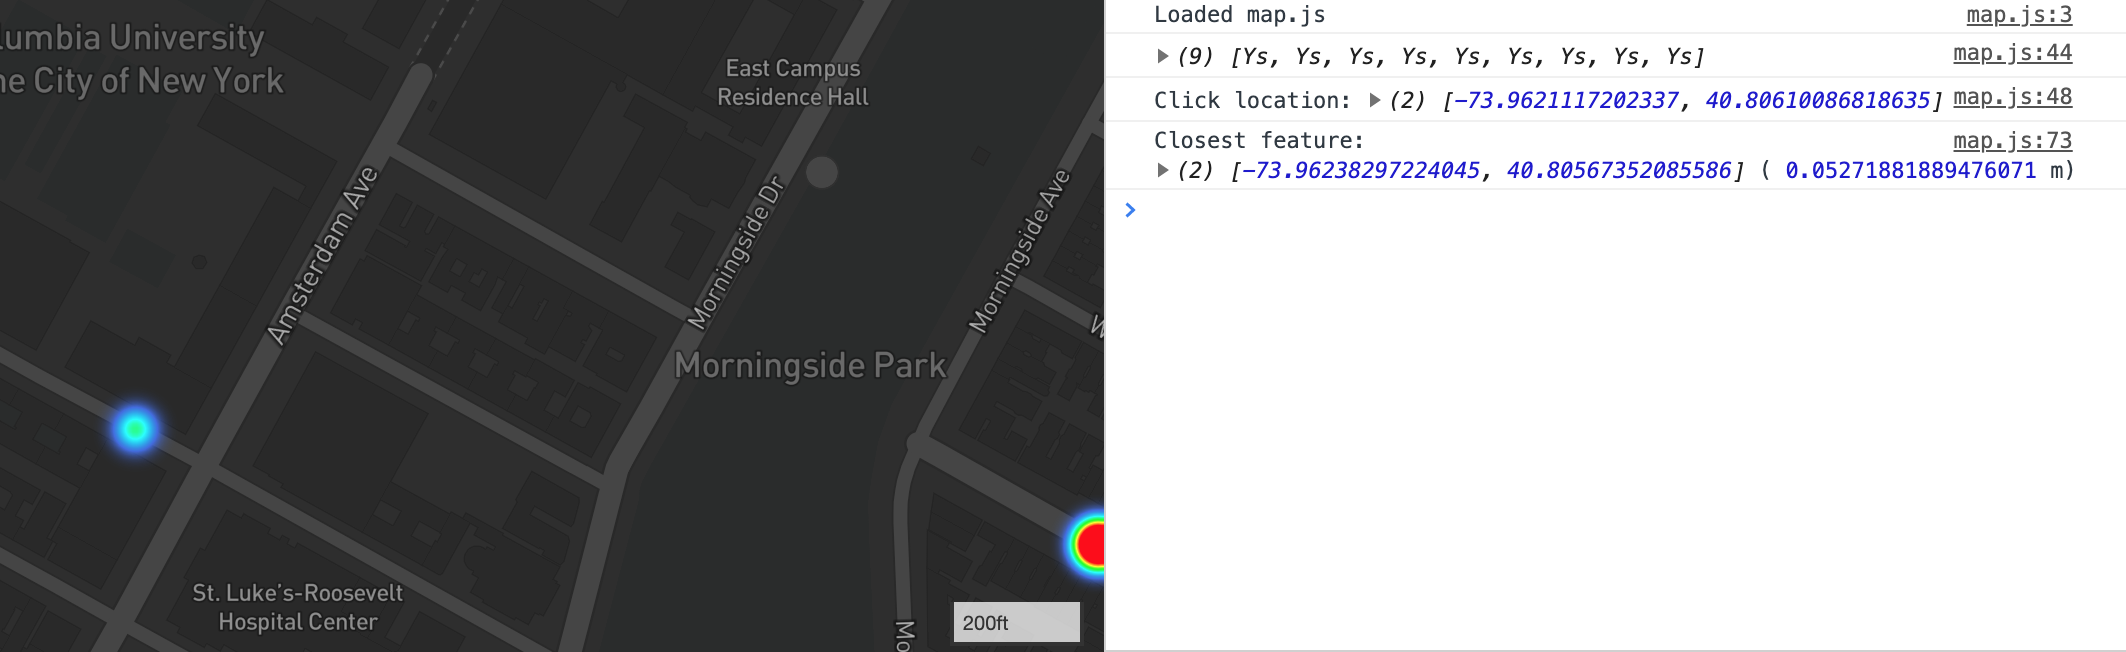 lumbia University
he City of New York
East Campus
Residence Hall
Amsterdam Ave
Morningside Dr
Morningside Ave
W
Morningside Park
St. Luke's-Roosevelt
Hospital Center
Mo
200ft
Loaded map.js map.js:3
▶ (9) [Ys, Ys, Ys, Ys, Ys, Ys, Ys, Ys, Ys] map.js:44
Click location: ▶ (2) [-73.9621117202337, 40.80610086818635] map.js:48
Closest feature: map.js:73
▶ (2) [-73.96238297224045, 40.80567352085586] ( 0.05271881889476071 m)